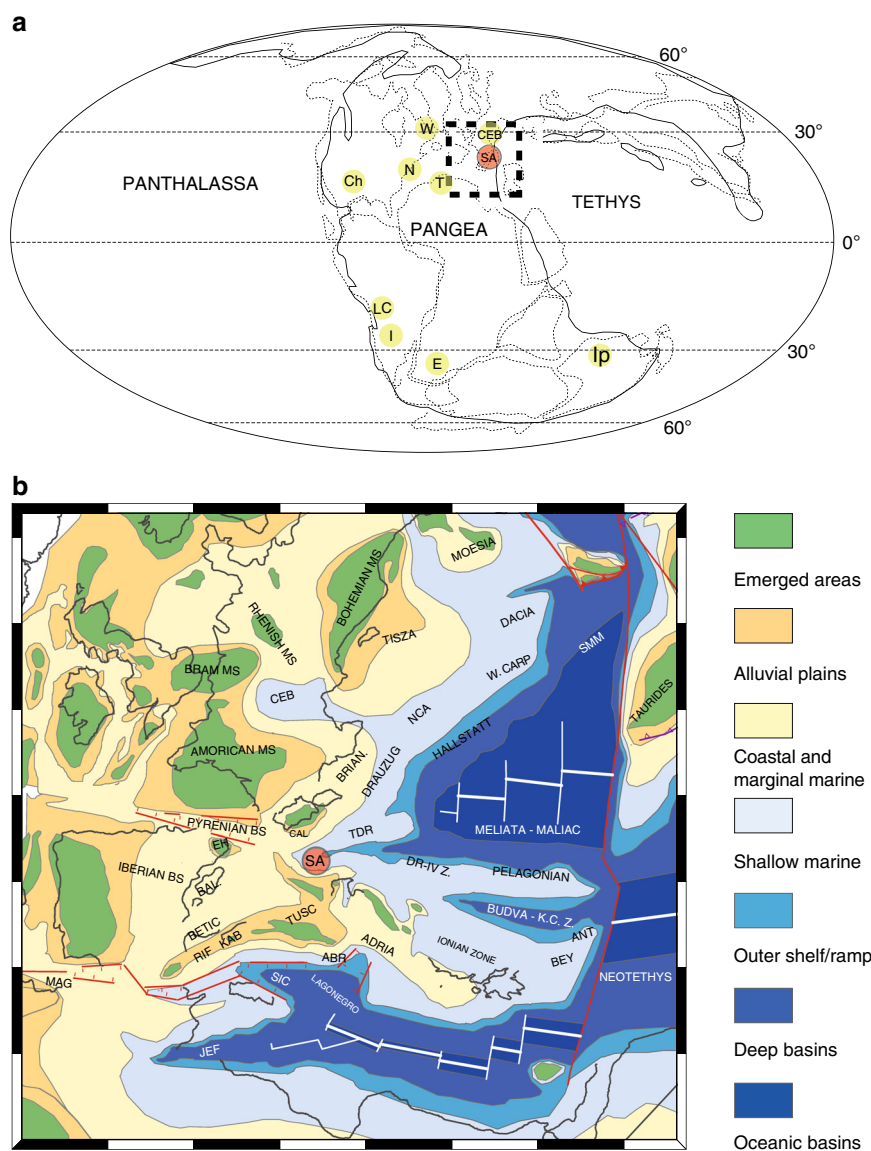 a
60°
W
CEB
30°
SA
N
T
Ch
PANTHALASSA
TETHYS
PANGEA
0°
LC
I
E
Ip
30°
60°
b
MOESIA
BOHEMIAN MS
RHENISH MS
TISZA
DACIA
SMM
W. CARP
BRAM MS
CEB
TAURIDES
NCA
HALLSTATT
AMORICAN MS
BRIAN.
DRAUZUG
PYRENIAN BS
CAL
TDR
MELIATA - MALIAC
EH
SA
DR-IV Z.
PELAGONIAN
IBERIAN BS
BAL.
BUDVA - K.C, Z.
TUSC
BETIC
KAB
RIF
ADRIA
ANT
ABR
IONIAN ZONE
BEY
MAG
SIC
LAGONEGRO
NEOTETHYS
JEF
Emerged areas
Alluvial plains
Coastal and
marginal marine
Shallow marine
Outer shelf/ramp
Deep basins
Oceanic basins